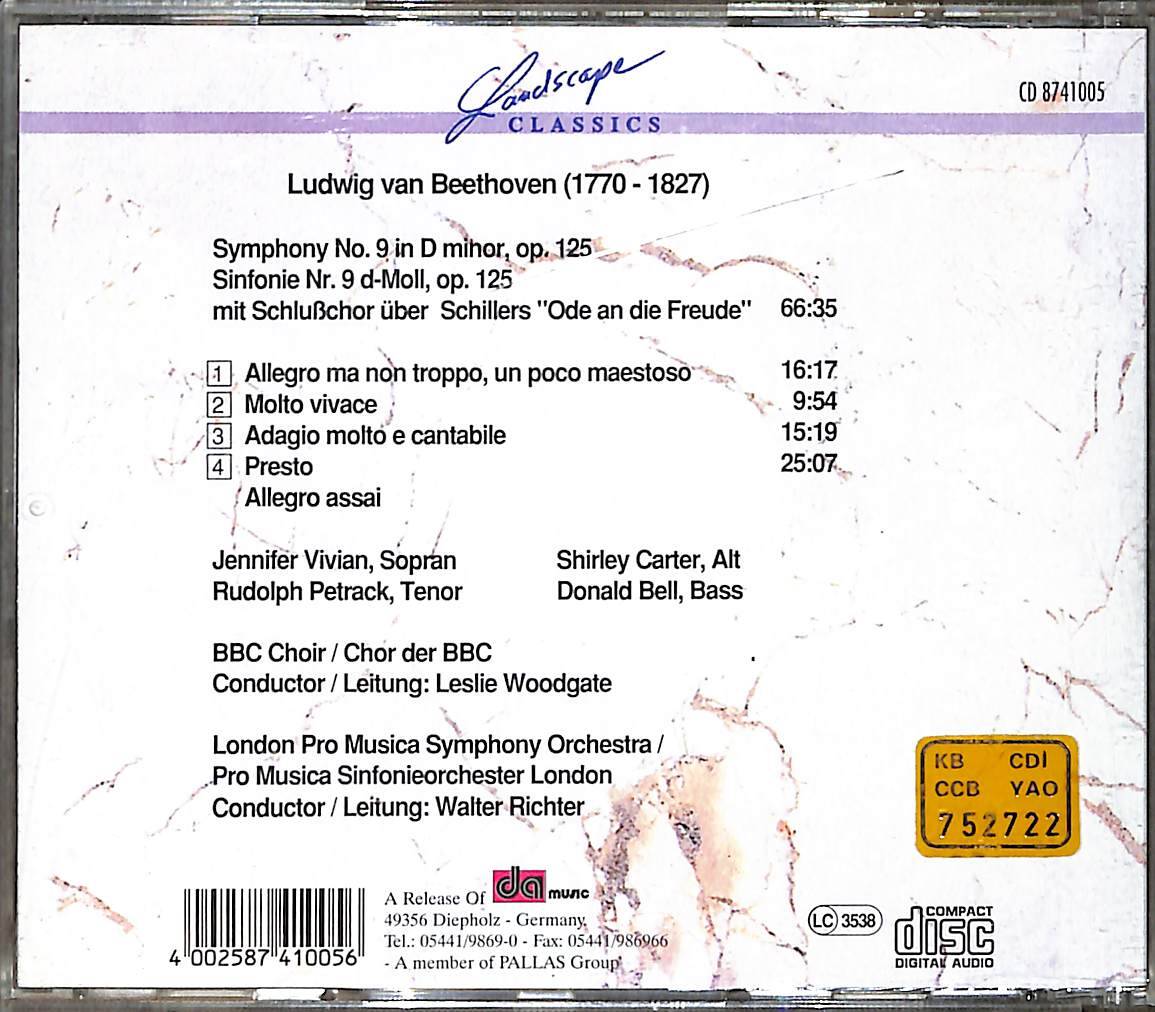 Landscape
CLASSICS
CD 8741005
Ludwig van Beethoven (1770 - 1827)
Symphony No. 9 in D minor, op. 125
Sinfonie Nr. 9 d-Moll, op. 125
mit Schlußchor über Schillers "Ode an die Freude" 66:35
1 Allegro ma non troppo, un poco maestoso 16:17
2 Molto vivace 9:54
3 Adagio molto e cantabile 15:19
4 Presto 25:07
Allegro assai
Jennifer Vivian, Sopran Shirley Carter, Alt
Rudolph Petrack, Tenor Donald Bell, Bass
BBC Choir / Chor der BBC
Conductor / Leitung: Leslie Woodgate
London Pro Musica Symphony Orchestra /
Pro Musica Sinfonieorchester London
Conductor / Leitung: Walter Richter
KB CDI
CCB YAO
752722
A Release Of da music
49356 Diepholz - Germany,
Tel.: 05441/9869-0 - Fax: 05441/986966
- A member of PALLAS Group
4 002587 410056
LC 3538
COMPACT
disc
DIGITAL AUDIO